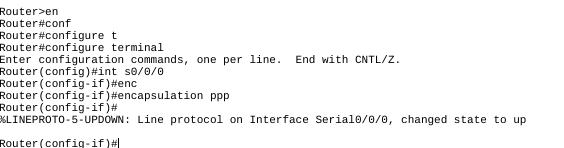 Router>en
Router#conf
Router#configure t
Router#configure terminal
Enter configuration commands, one per line.  End with CNTL/Z.
Router(config)#int s0/0/0
Router(config-if)#enc
Router(config-if)#encapsulation ppp
Router(config-if)#
%LINEPROTO-5-UPDOWN: Line protocol on Interface Serial0/0/0, changed state to up
Router(config-if)#